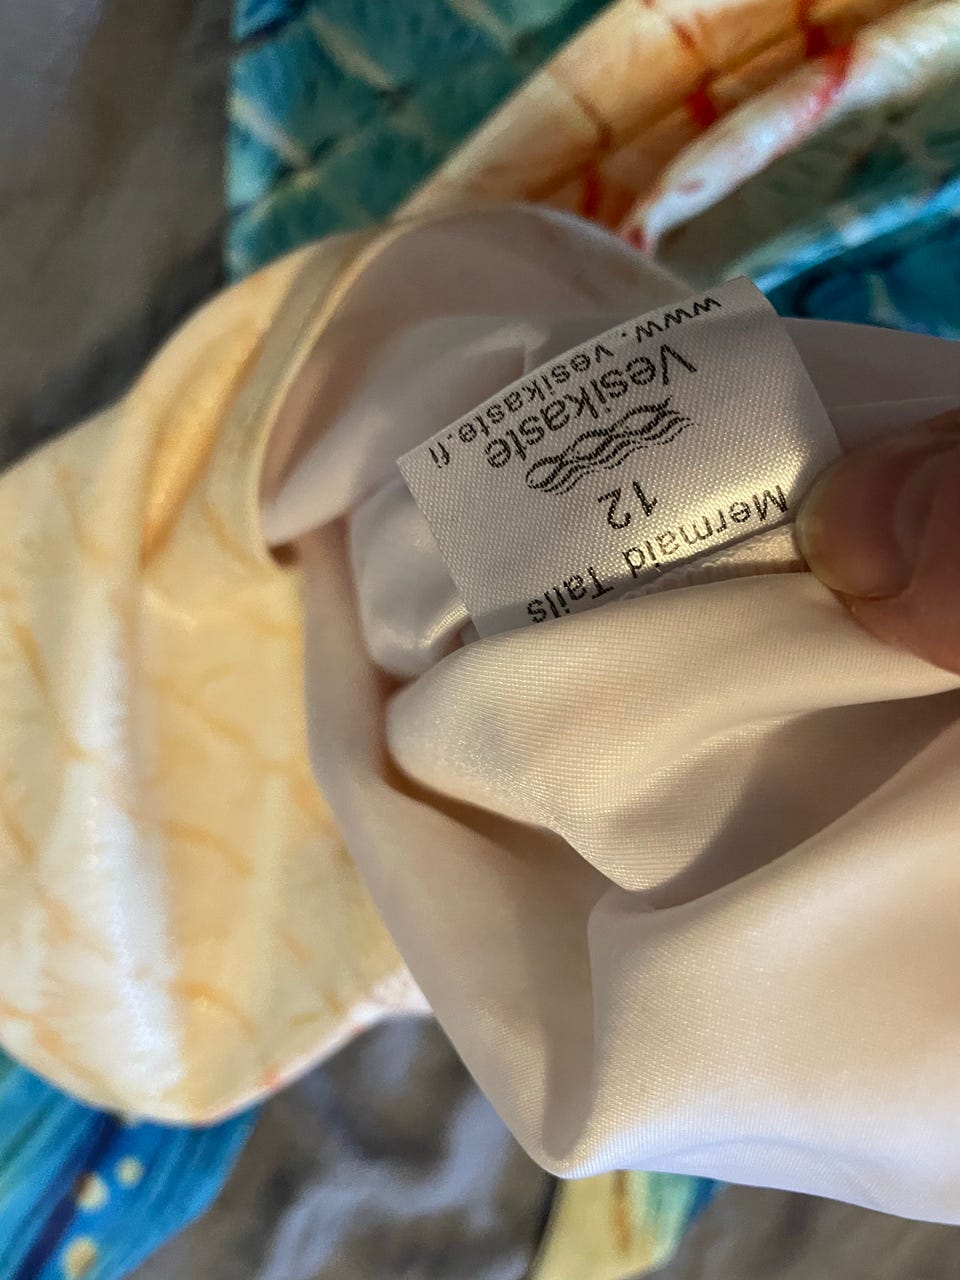 Mermaid Tails
12
Vesikaste
www.vesikaste.fi